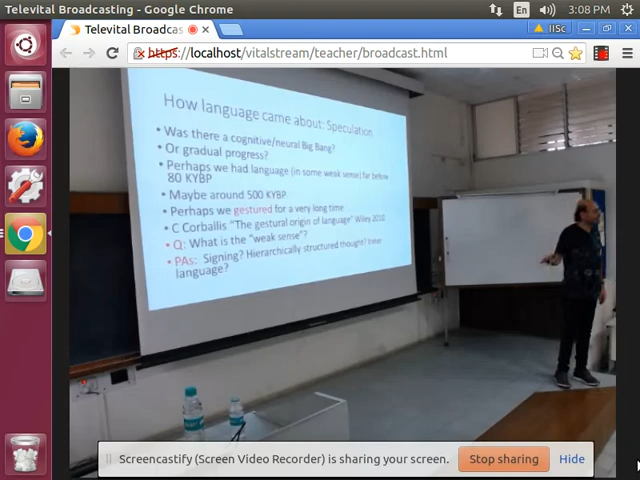 Televital Broadcasting - Google Chrome
En
3:08 PM
Televital Broadcas
IISc
https://localhost/vitalstream/teacher/broadcast.html
How language came about: Speculation
• Was there a cognitive/neural Big Bang?
• Or gradual progress?
• Perhaps we had language (in some weak sense) far before
80 KYBP
• Maybe around 500 KYBP
• Perhaps we gestured for a very long time
• C Corballis "The gestural origin of language" Wiley 2010
• Q: What is the "weak sense"?
• PAs: Signing? Hierarchically structured thought? Inner
language?
Screencastify (Screen Video Recorder) is sharing your screen.
Stop sharing
Hide